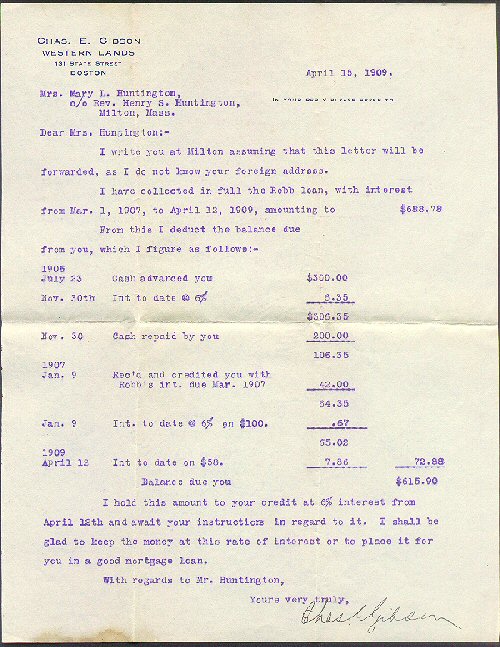 CHAS. E. GIBSON
WESTERN LANDS
131 STATE STREET
BOSTON
April 15, 1909.
IN YOUR REPLY PLEASE REFER TO
Mrs. Mary L. Huntington,
c/o Rev. Henry S. Huntington,
Milton, Mass.
Dear Mrs. Huntington:-
I write you at Milton assuming that this letter will be
forwarded, as I do not know your foreign address.
I have collected in full the Robb loan, with interest
from Mar. 1, 1907, to April 12, 1909, amounting to $688.78
From this I deduct the balance due
from you, which I figure as follows:-
1906
July 23 Cash advanced you $300.00
Nov. 30th Int to date @ 6% 6.35
$306.35
Nov. 30 Cash repaid by you 200.00
106.35
1907
Jan. 9 Rec'd and credited you with
Robb's int. due Mar. 1907 42.00
64.35
Jan. 9 Int. to date @ 6% on $100. .67
65.02
1909
April 12 Int to date on $58. 7.86 72.88
Balance due you $615.90
I hold this amount to your credit at 6% interest from
April 12th and await your instructions in regard to it. I shall be
glad to keep the money at this rate of interest or to place it for
you in a good mortgage loan.
With regards to Mr. Huntington,
Yours very truly,
Chas E Gibson